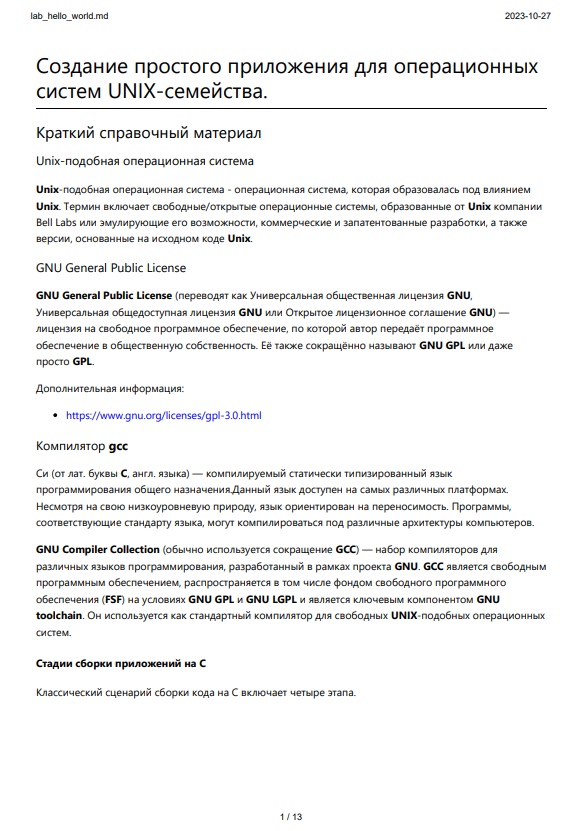 lab_hello_world.md
2023-10-27
Создание простого приложения для операционных
систем UNIX-семейства.
Краткий справочный материал
Unix-подобная операционная система
Unix-подобная операционная система - операционная система, которая образовалась под влиянием
Unix. Термин включает свободные/открытые операционные системы, образованные от Unix компании
Bell Labs или эмулирующие его возможности, коммерческие и запатентованные разработки, а также
версии, основанные на исходном коде Unix.
GNU General Public License
GNU General Public License (переводят как Универсальная общественная лицензия GNU,
Универсальная общедоступная лицензия GNU или Открытое лицензионное соглашение GNU) —
лицензия на свободное программное обеспечение, по которой автор передаёт программное
обеспечение в общественную собственность. Её также сокращённо называют GNU GPL или даже
просто GPL.
Дополнительная информация:
• https://www.gnu.org/licenses/gpl-3.0.html
Компилятор gcc
Си (от лат. буквы C, англ. языка) — компилируемый статически типизированный язык
программирования общего назначения.Данный язык доступен на самых различных платформах.
Несмотря на свою низкоуровневую природу, язык ориентирован на переносимость. Программы,
соответствующие стандарту языка, могут компилироваться под различные архитектуры компьютеров.
GNU Compiler Collection (обычно используется сокращение GCC) — набор компиляторов для
различных языков программирования, разработанный в рамках проекта GNU. GCC является свободным
программным обеспечением, распространяется в том числе фондом свободного программного
обеспечения (FSF) на условиях GNU GPL и GNU LGPL и является ключевым компонентом GNU
toolchain. Он используется как стандартный компилятор для свободных UNIX-подобных операционных
систем.
Стадии сборки приложений на C
Классический сценарий сборки кода на C включает четыре этапа.
1 / 13